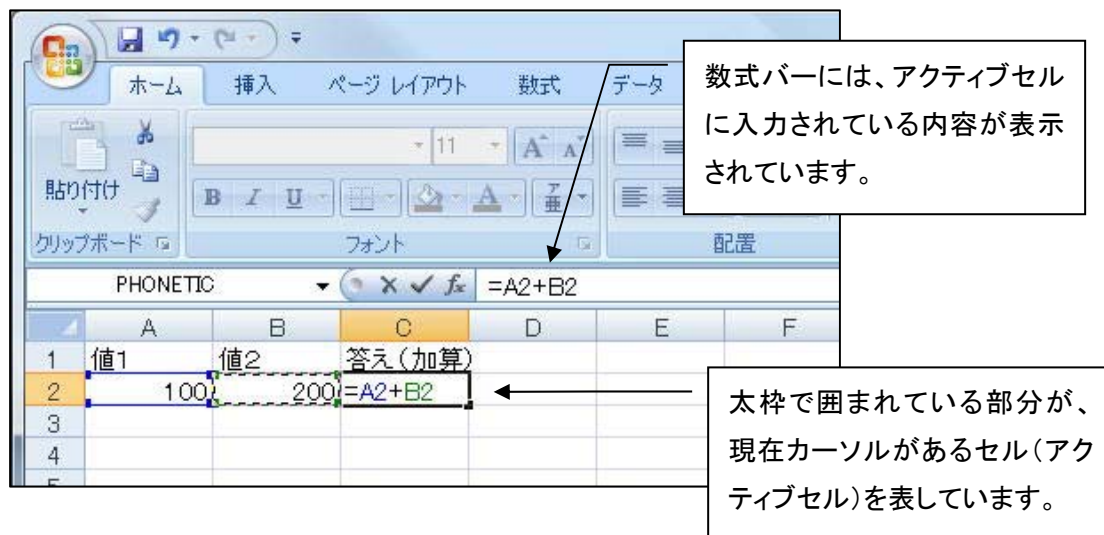 ホーム 挿入 ページ レイアウト 数式 データ
数式バーには、アクティブセル
に入力されている内容が表示
されています。
11 A A
貼り付け
B I U A ア亜
クリップボード フォント 配置
PHONETIC fx =A2+B2
A B C D E F
1 値1 値2 答え(加算)
2 100 200 =A2+B2
3
4
太枠で囲まれている部分が、
現在カーソルがあるセル(アク
ティブセル)を表しています。